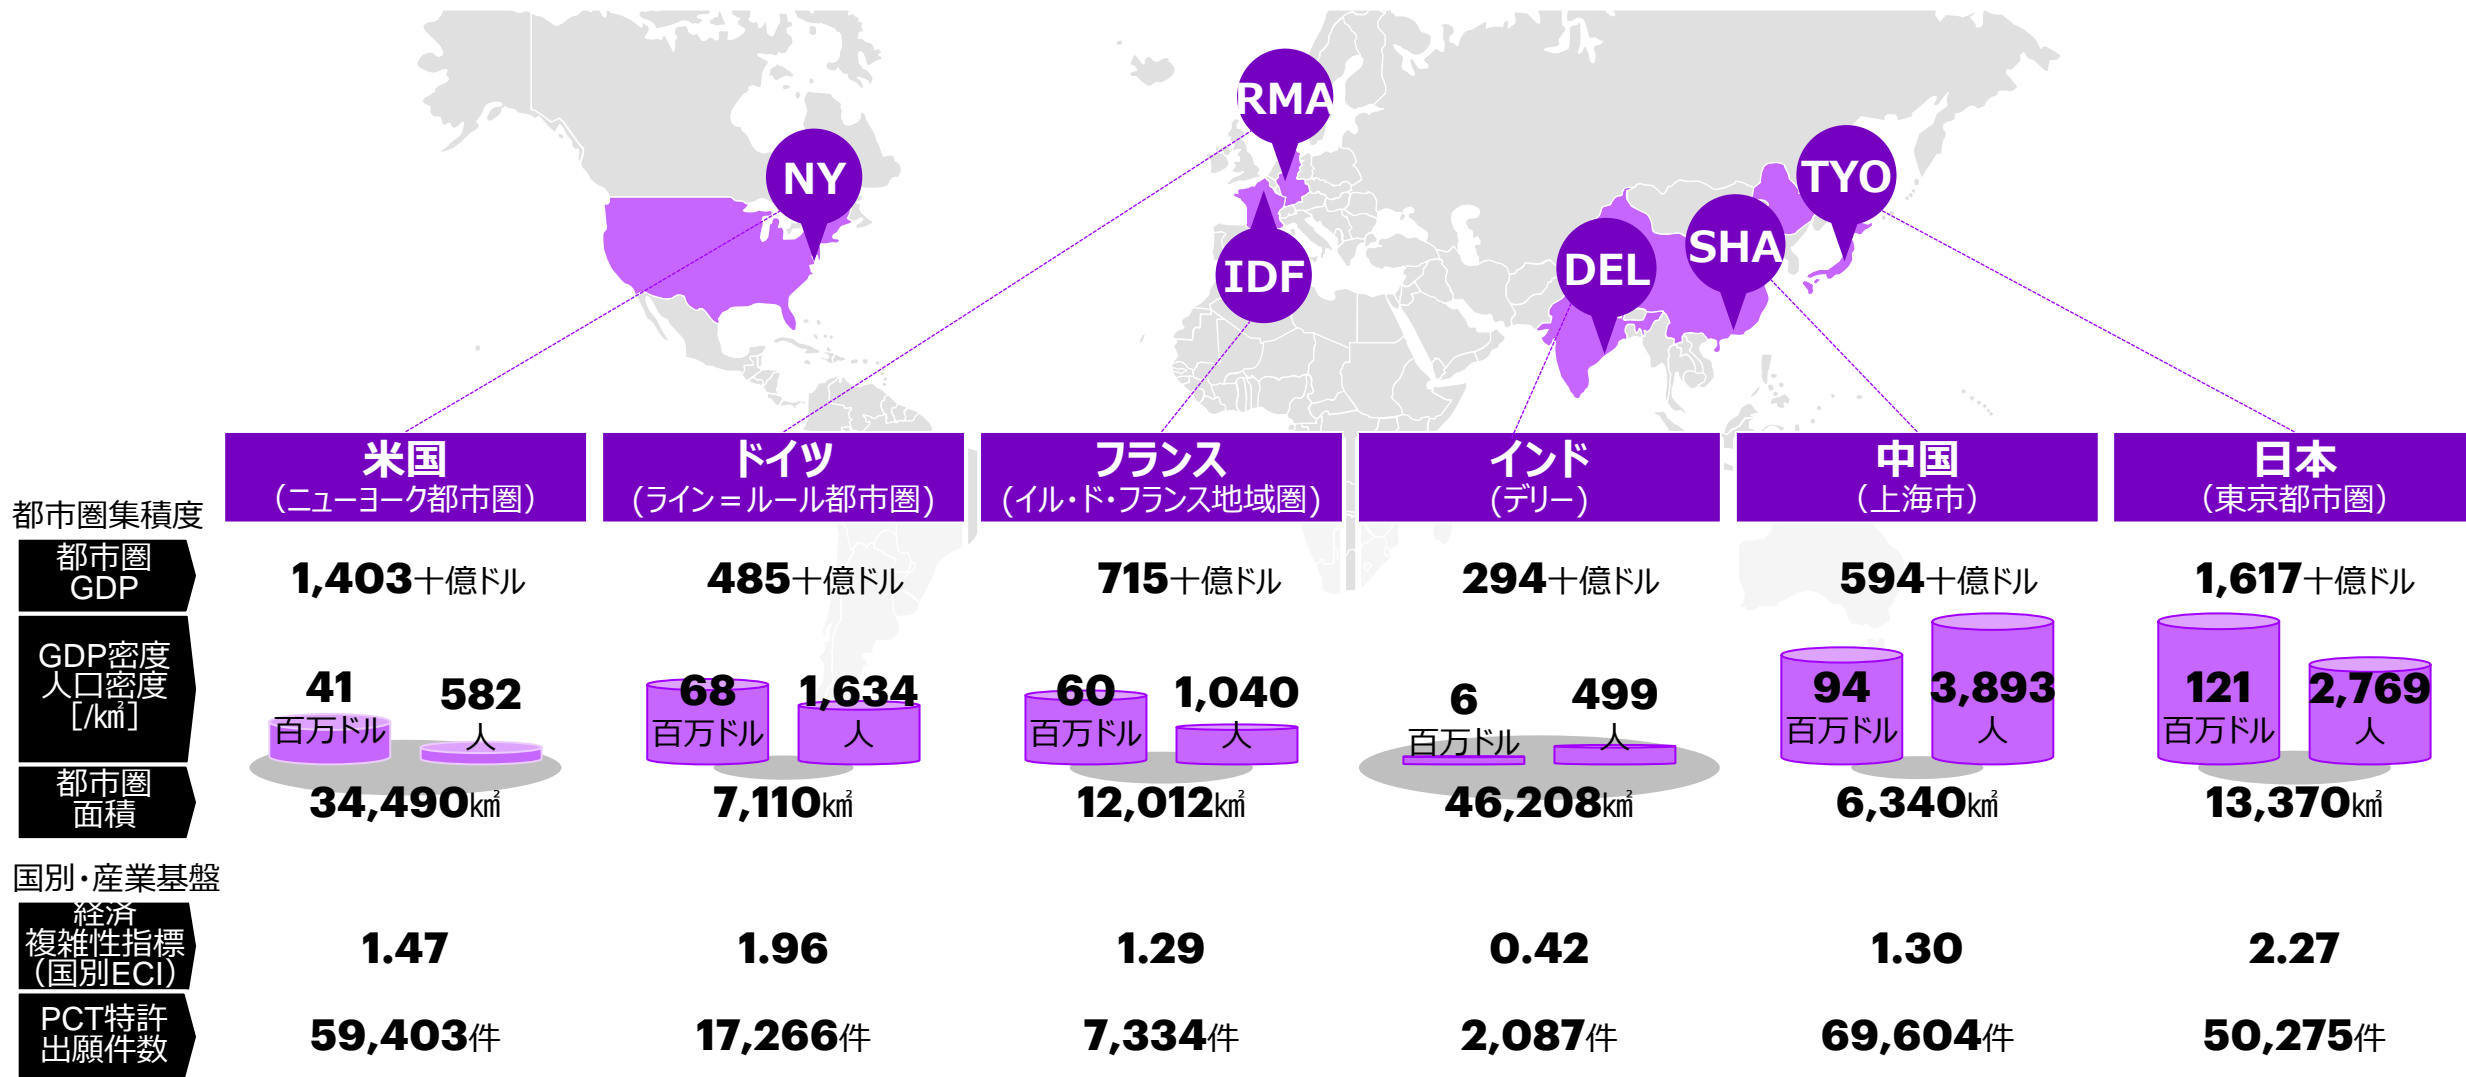 RMA
NY
TYO
SHA
DEL
IDF
米国
（ニューヨーク都市圏）
ドイツ
(ライン＝ルール都市圏)
フランス
(イル・ド・フランス地域圏)
インド
(デリー)
中国
（上海市）
日本
（東京都市圏）
都市圏集積度
都市圏
GDP
1,403十億ドル
485十億ドル
715十億ドル
294十億ドル
594十億ドル
1,617十億ドル
GDP密度
人口密度
［/k㎡］
41
百万ドル
582
人
68
百万ドル
1,634
人
60
百万ドル
1,040
人
6
百万ドル
499
人
94
百万ドル
3,893
人
121
百万ドル
2,769
人
都市圏
面積
34,490k㎡
7,110k㎡
12,012k㎡
46,208k㎡
6,340k㎡
13,370k㎡
国別・産業基盤
経済
複雑性指標
（国別ECI）
1.47
1.96
1.29
0.42
1.30
2.27
PCT特許
出願件数
59,403件
17,266件
7,334件
2,087件
69,604件
50,275件